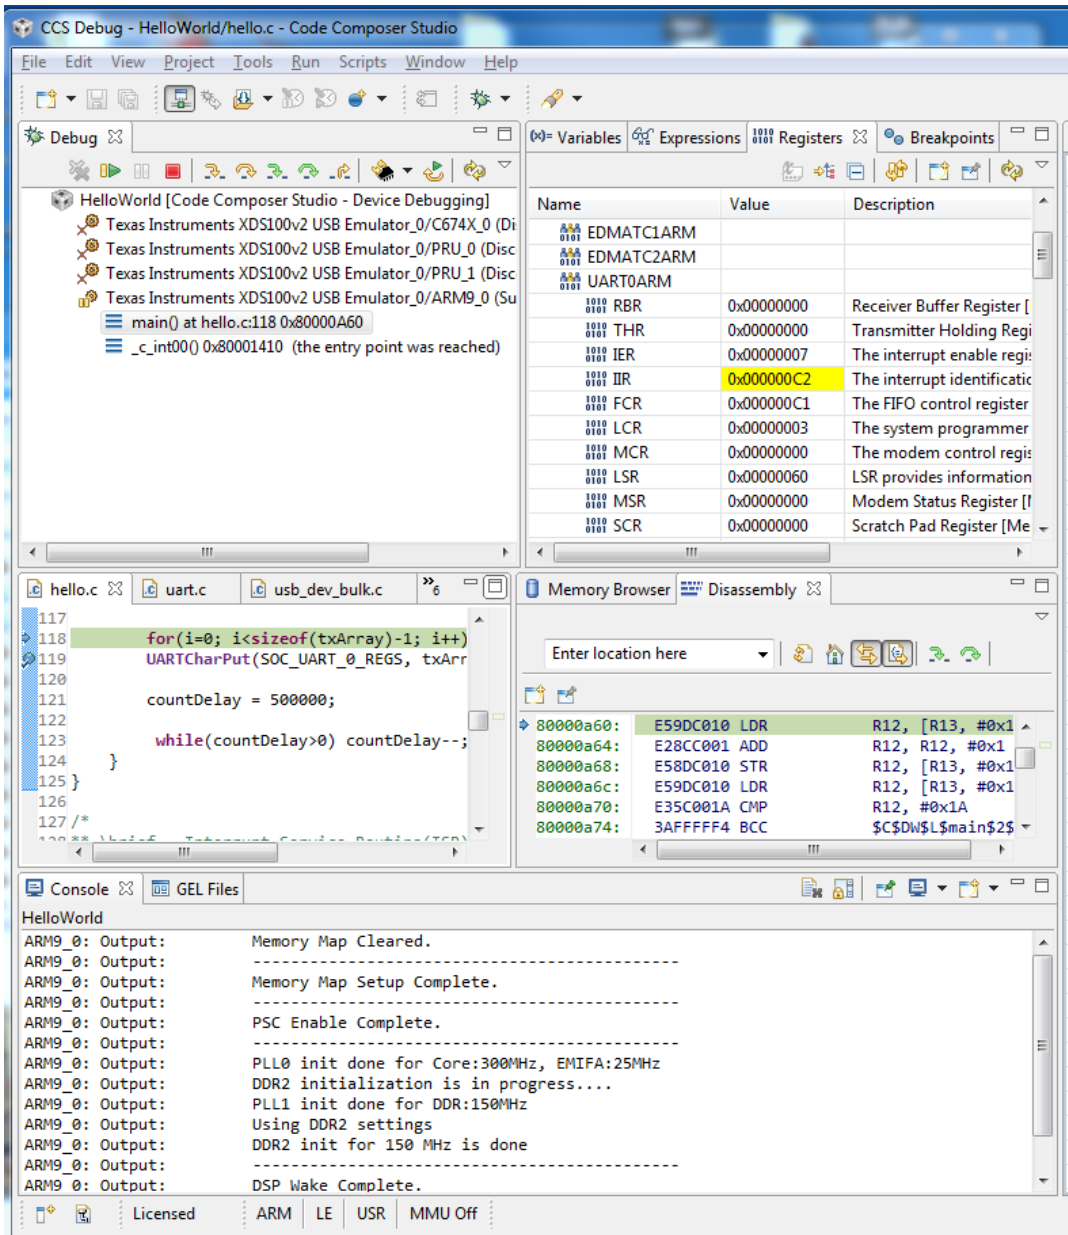 CCS Debug - HelloWorld/hello.c - Code Composer Studio
File Edit View Project Tools Run Scripts Window Help
Debug
HelloWorld [Code Composer Studio - Device Debugging]
Texas Instruments XDS100v2 USB Emulator_0/C674X_0 (Di
Texas Instruments XDS100v2 USB Emulator_0/PRU_0 (Disc
Texas Instruments XDS100v2 USB Emulator_0/PRU_1 (Disc
Texas Instruments XDS100v2 USB Emulator_0/ARM9_0 (Su
main() at hello.c:118 0x80000A60
_c_int00() 0x80001410 (the entry point was reached)
(x)= Variables Expressions Registers Breakpoints
Name Value Description
EDMATC1ARM
EDMATC2ARM
UART0ARM
RBR 0x00000000 Receiver Buffer Register [
THR 0x00000000 Transmitter Holding Regi
IER 0x00000007 The interrupt enable regis
IIR 0x000000C2 The interrupt identificatic
FCR 0x000000C1 The FIFO control register
LCR 0x00000003 The system programmer
MCR 0x00000000 The modem control regis
LSR 0x00000060 LSR provides information
MSR 0x00000000 Modem Status Register [I
SCR 0x00000000 Scratch Pad Register [Me
hello.c uart.c usb_dev_bulk.c »6
117
118 for(i=0; i<sizeof(txArray)-1; i++)
119 UARTCharPut(SOC_UART_0_REGS, txArr
120
121 countDelay = 500000;
122
123 while(countDelay>0) countDelay--;
124 }
125 }
126
127 /*
128 ** \brief Interrupt Service Routine(ISR)
Memory Browser Disassembly
Enter location here
80000a60: E59DC010 LDR R12, [R13, #0x1
80000a64: E28CC001 ADD R12, R12, #0x1
80000a68: E58DC010 STR R12, [R13, #0x1
80000a6c: E59DC010 LDR R12, [R13, #0x1
80000a70: E35C001A CMP R12, #0x1A
80000a74: 3AFFFFF4 BCC $C$DW$L$main$2$
Console GEL Files
HelloWorld
ARM9_0: Output: Memory Map Cleared.
ARM9_0: Output: ---------------------------------------------
ARM9_0: Output: Memory Map Setup Complete.
ARM9_0: Output: ---------------------------------------------
ARM9_0: Output: PSC Enable Complete.
ARM9_0: Output: ---------------------------------------------
ARM9_0: Output: PLL0 init done for Core:300MHz, EMIFA:25MHz
ARM9_0: Output: DDR2 initialization is in progress....
ARM9_0: Output: PLL1 init done for DDR:150MHz
ARM9_0: Output: Using DDR2 settings
ARM9_0: Output: DDR2 init for 150 MHz is done
ARM9_0: Output: ---------------------------------------------
ARM9_0: Output: DSP Wake Complete.
Licensed ARM LE USR MMU Off